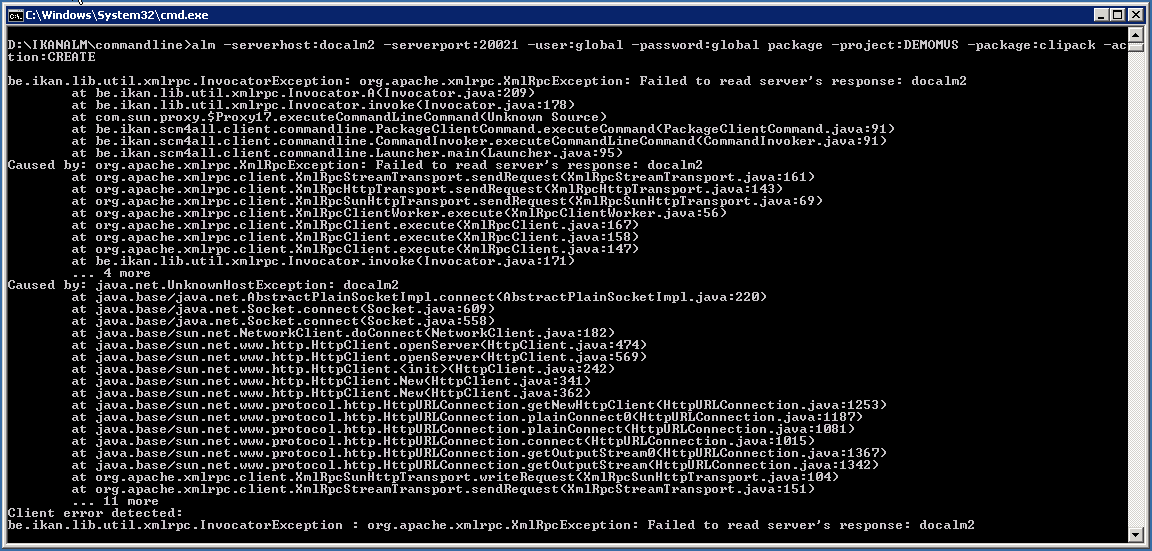 C:\Windows\System32\cmd.exe
D:\IKANALM\commandline>alm -serverhost:docalm2 -serverport:20021 -user:global -password:global package -project:DEMOMVS -package:clipack -ac
tion:CREATE
be.ikan.lib.util.xmlrpc.InvocatorException: org.apache.xmlrpc.XmlRpcException: Failed to read server's response: docalm2
at be.ikan.lib.util.xmlrpc.Invocator.A(Invocator.java:209)
at be.ikan.lib.util.xmlrpc.Invocator.invoke(Invocator.java:178)
at com.sun.proxy.$Proxy17.executeCommandLineCommand(Unknown Source)
at be.ikan.scm4all.client.commandline.PackageClientCommand.executeCommand(PackageClientCommand.java:91)
at be.ikan.scm4all.client.commandline.CommandInvoker.executeCommandLineCommand(CommandInvoker.java:91)
at be.ikan.scm4all.client.commandline.Launcher.main(Launcher.java:95)
Caused by: org.apache.xmlrpc.XmlRpcException: Failed to read server's response: docalm2
at org.apache.xmlrpc.client.XmlRpcStreamTransport.sendRequest(XmlRpcStreamTransport.java:161)
at org.apache.xmlrpc.client.XmlRpcHttpTransport.sendRequest(XmlRpcHttpTransport.java:143)
at org.apache.xmlrpc.client.XmlRpcSunHttpTransport.sendRequest(XmlRpcSunHttpTransport.java:69)
at org.apache.xmlrpc.client.XmlRpcClientWorker.execute(XmlRpcClientWorker.java:56)
at org.apache.xmlrpc.client.XmlRpcClient.execute(XmlRpcClient.java:167)
at org.apache.xmlrpc.client.XmlRpcClient.execute(XmlRpcClient.java:158)
at org.apache.xmlrpc.client.XmlRpcClient.execute(XmlRpcClient.java:147)
at be.ikan.lib.util.xmlrpc.Invocator.invoke(Invocator.java:171)
... 4 more
Caused by: java.net.UnknownHostException: docalm2
at java.base/java.net.AbstractPlainSocketImpl.connect(AbstractPlainSocketImpl.java:220)
at java.base/java.net.Socket.connect(Socket.java:609)
at java.base/java.net.Socket.connect(Socket.java:558)
at java.base/sun.net.NetworkClient.doConnect(NetworkClient.java:182)
at java.base/sun.net.www.http.HttpClient.openServer(HttpClient.java:474)
at java.base/sun.net.www.http.HttpClient.openServer(HttpClient.java:569)
at java.base/sun.net.www.http.HttpClient.<init>(HttpClient.java:242)
at java.base/sun.net.www.http.HttpClient.New(HttpClient.java:341)
at java.base/sun.net.www.http.HttpClient.New(HttpClient.java:362)
at java.base/sun.net.www.protocol.http.HttpURLConnection.getNewHttpClient(HttpURLConnection.java:1253)
at java.base/sun.net.www.protocol.http.HttpURLConnection.plainConnect0(HttpURLConnection.java:1187)
at java.base/sun.net.www.protocol.http.HttpURLConnection.plainConnect(HttpURLConnection.java:1081)
at java.base/sun.net.www.protocol.http.HttpURLConnection.connect(HttpURLConnection.java:1015)
at java.base/sun.net.www.protocol.http.HttpURLConnection.getOutputStream0(HttpURLConnection.java:1367)
at java.base/sun.net.www.protocol.http.HttpURLConnection.getOutputStream(HttpURLConnection.java:1342)
at org.apache.xmlrpc.client.XmlRpcSunHttpTransport.writeRequest(XmlRpcSunHttpTransport.java:104)
at org.apache.xmlrpc.client.XmlRpcStreamTransport.sendRequest(XmlRpcStreamTransport.java:151)
... 11 more
Client error detected:
be.ikan.lib.util.xmlrpc.InvocatorException : org.apache.xmlrpc.XmlRpcException: Failed to read server's response: docalm2